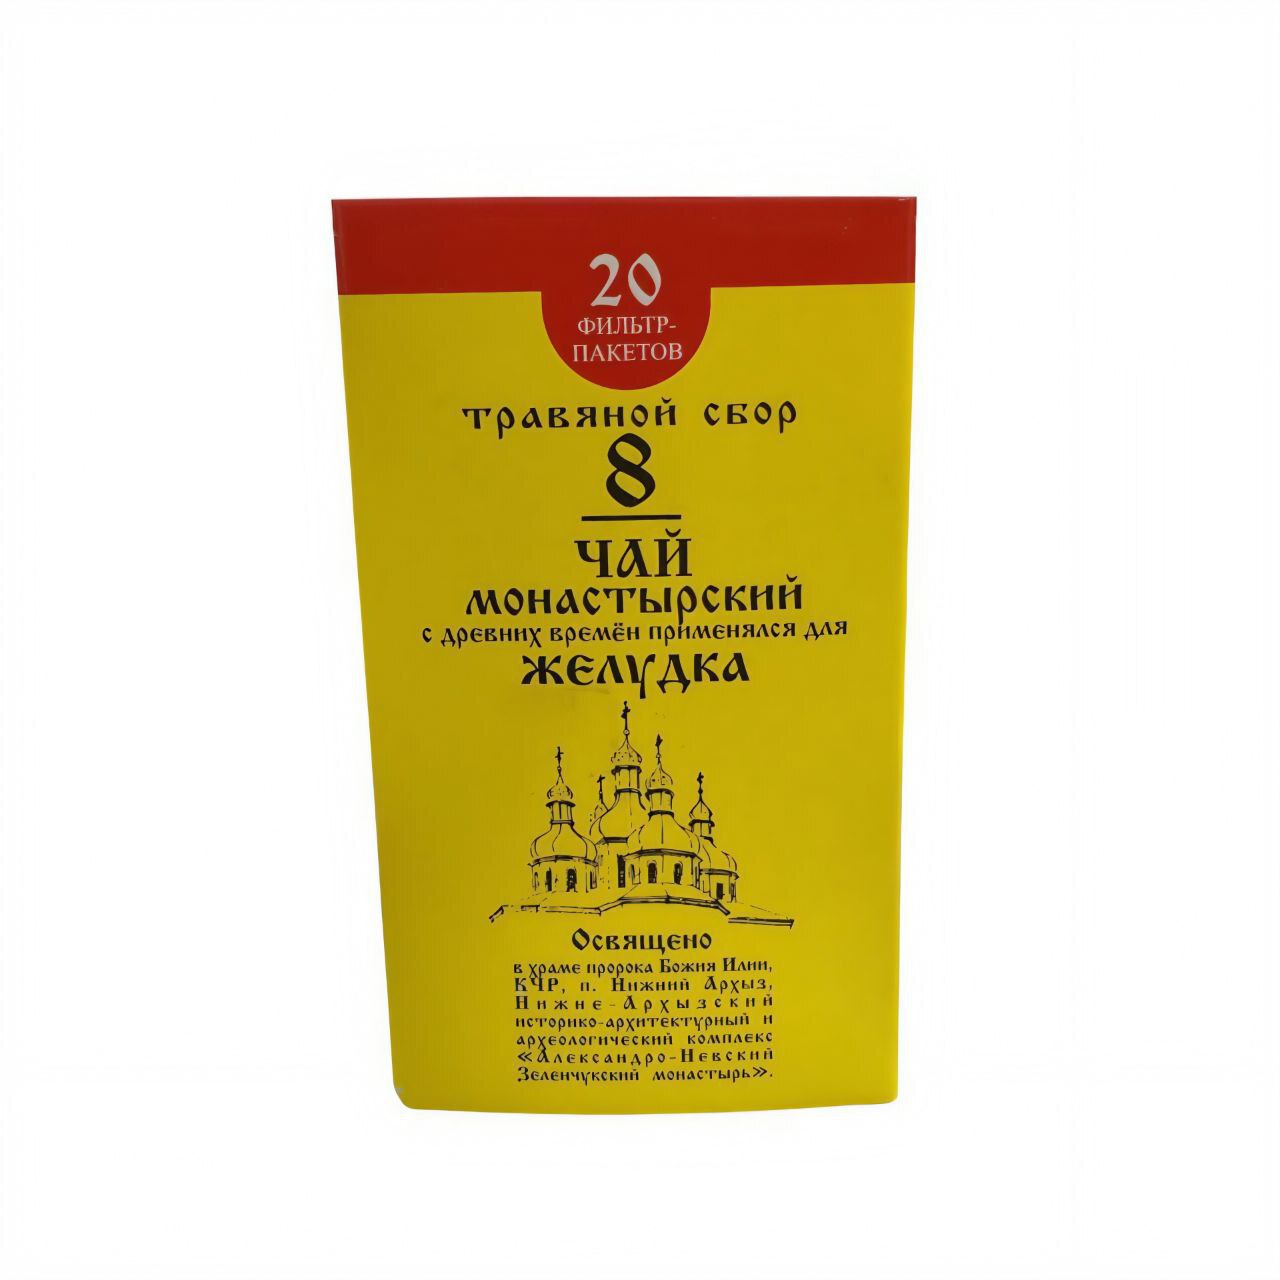 20
ФИЛЬТР-
ПАКЕТОВ
ТРАВЯНОЙ СБОР
8
ЧАЙ
МОНАСТЫРСКИЙ
С ДРЕВНИХ ВРЕМЁН ПРИМЕНЯЛСЯ ДЛЯ
ЖЕЛУДКА
ОСВЯЩЕНО
В ХРАМЕ ПРОРОКА БОЖИЯ ИЛИИ,
КЧР, П. НИЖНИЙ АРХЫЗ,
НИЖНЕ-АРХЫЗСКИЙ
ИСТОРИКО-АРХИТЕКТУРНЫЙ И
АРХЕОЛОГИЧЕСКИЙ КОМПЛЕКС
«АЛЕКСАНДРО-НЕВСКИЙ
ЗЕЛЕНЧУКСКИЙ МОНАСТЫРЬ».